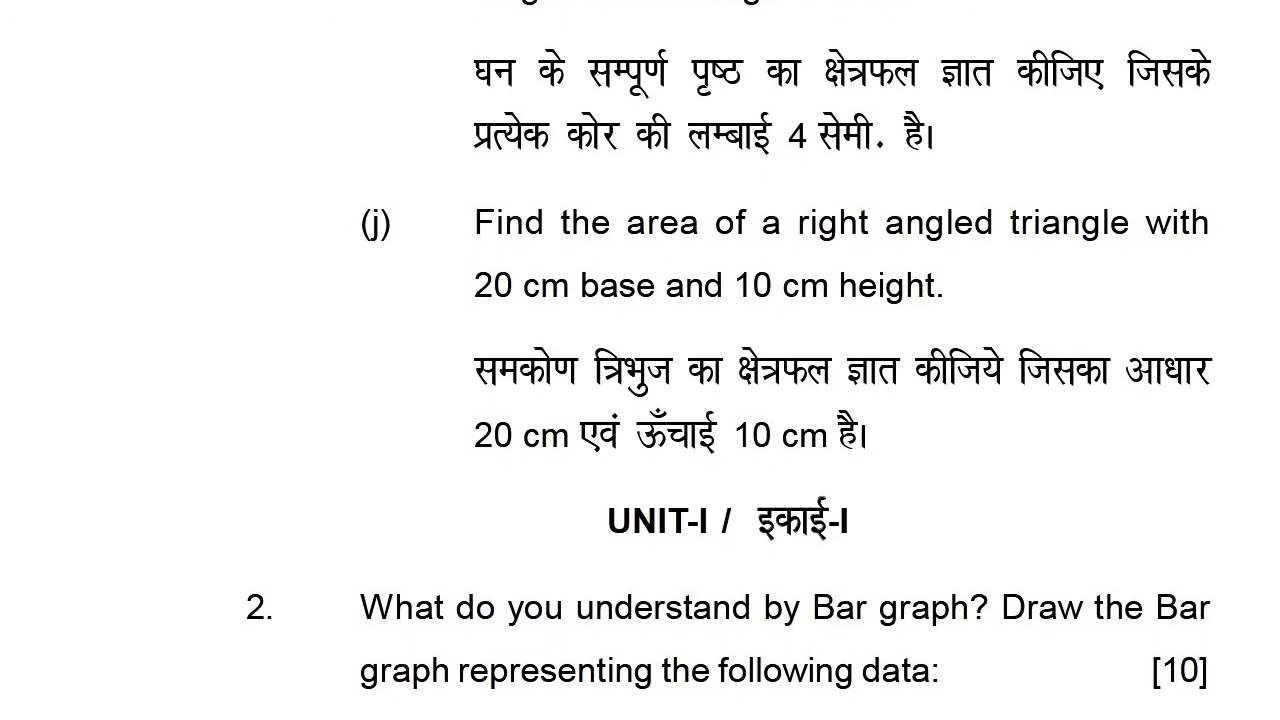 घन के सम्पूर्ण पृष्ठ का क्षेत्रफल ज्ञात कीजिए जिसके
प्रत्येक कोर की लम्बाई 4 सेमी. है।
(j) Find the area of a right angled triangle with
20 cm base and 10 cm height.
समकोण त्रिभुज का क्षेत्रफल ज्ञात कीजिये जिसका आधार
20 cm एवं ऊँचाई 10 cm है।
UNIT-I / इकाई-I
2. What do you understand by Bar graph? Draw the Bar
graph representing the following data: [10]